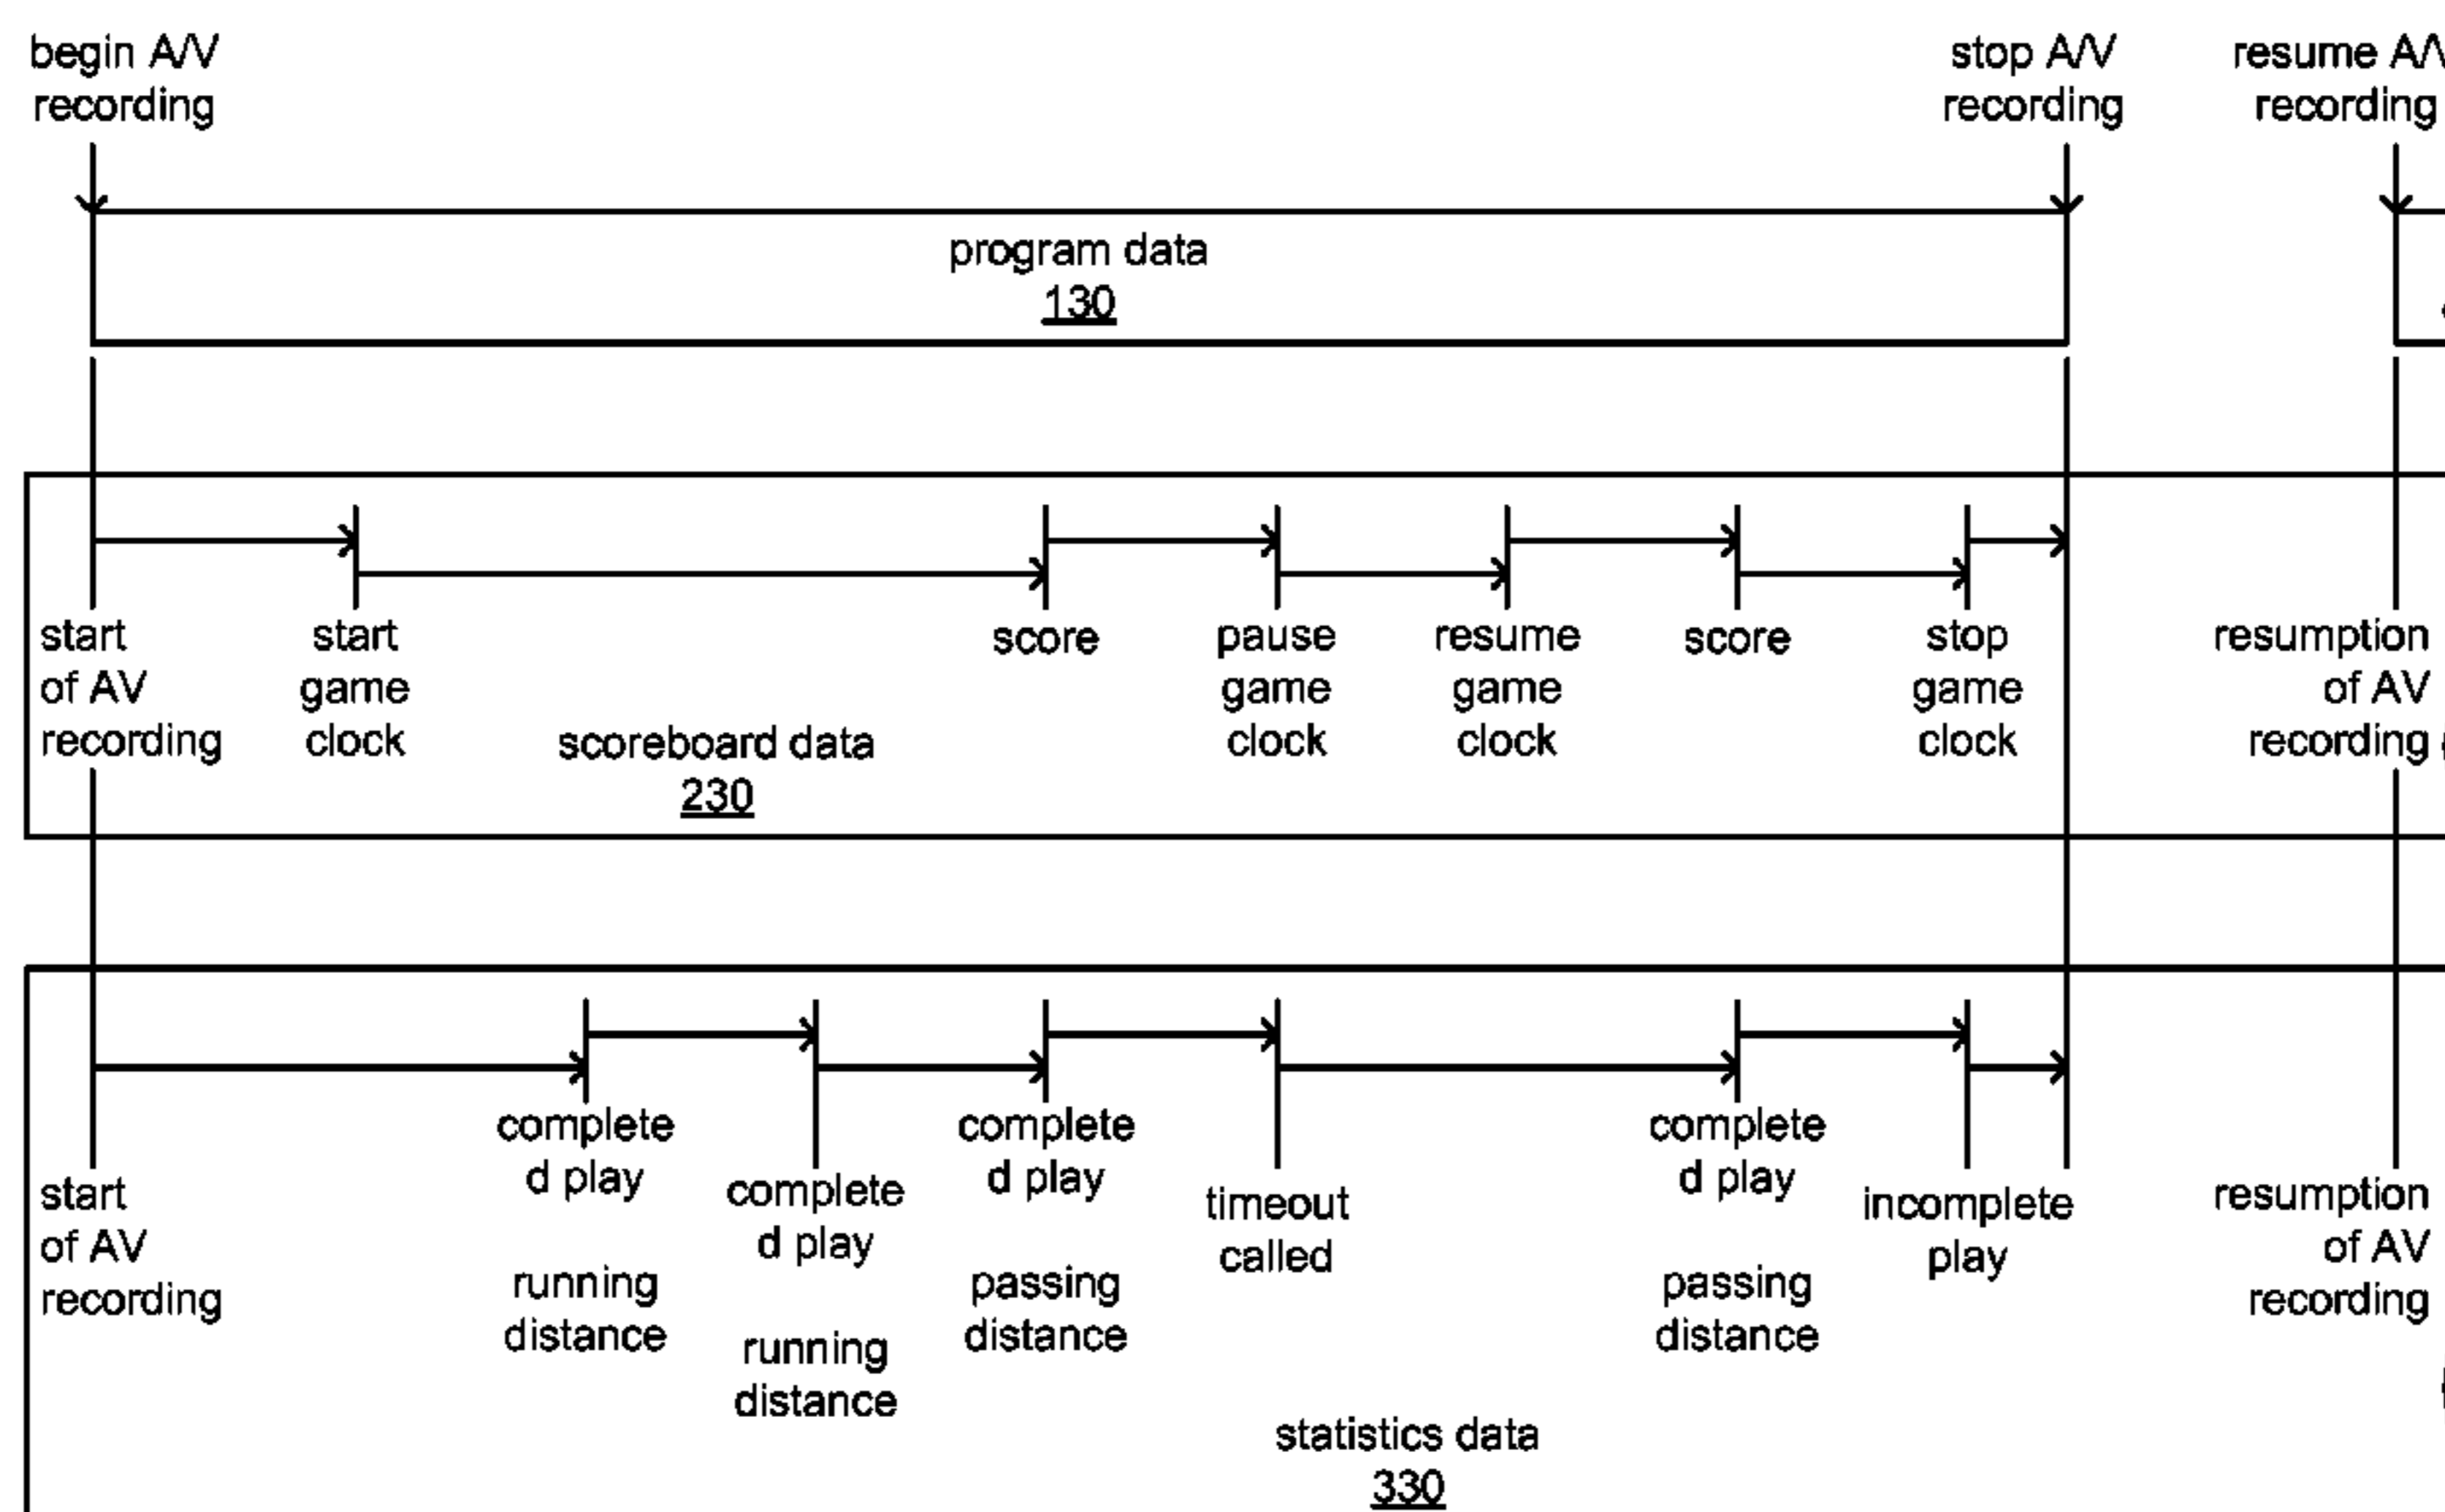 begin A/V
recording
stop A/V
recording
resume A/V
recording
program data
130
start
of AV
recording
start
game
clock
score
pause
game
clock
resume
game
clock
score
stop
game
clock
resumption
of AV
recording
scoreboard data
230
start
of AV
recording
complete
d play
running
distance
complete
d play
running
distance
complete
d play
passing
distance
timeout
called
complete
d play
passing
distance
incomplete
play
resumption
of AV
recording
statistics data
330